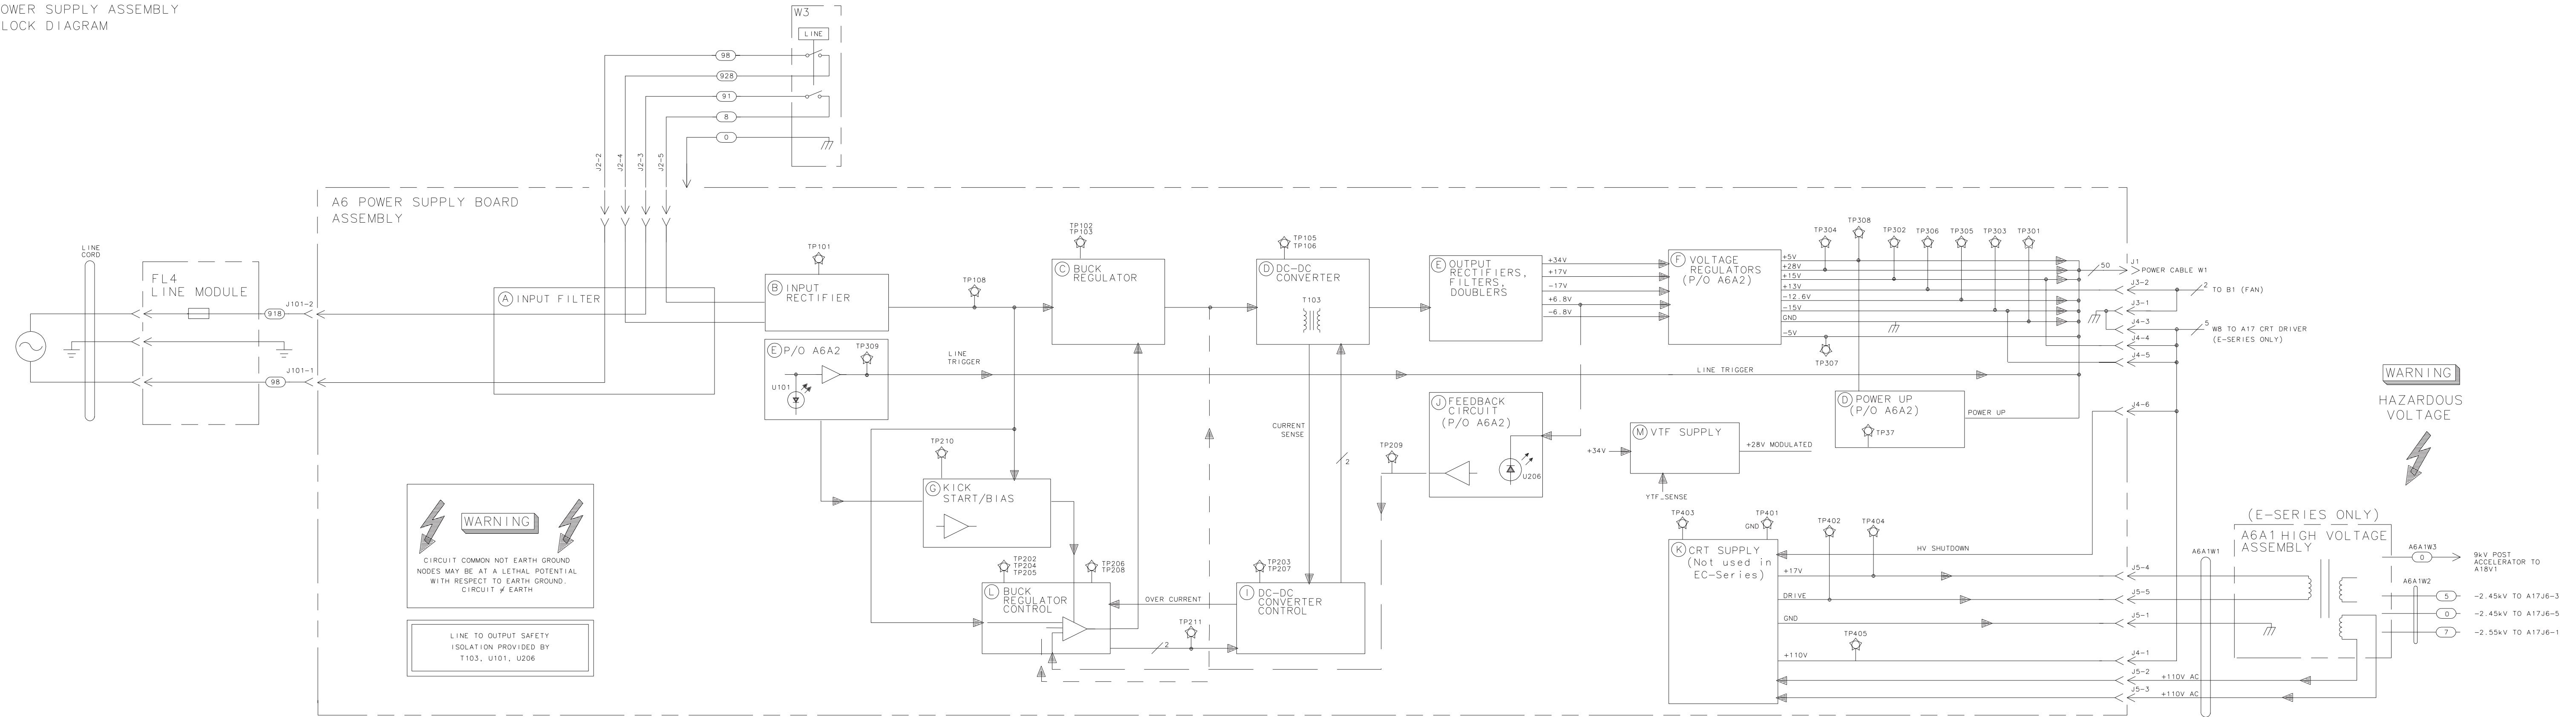 OWER SUPPLY ASSEMBLY
LOCK DIAGRAM
W3
LINE
98
928
91
8
0
J2-2
J2-4
J2-3
J2-5
A6 POWER SUPPLY BOARD
ASSEMBLY
LINE
CORD
FL4
LINE MODULE
918
J101-2
98
J101-1
A INPUT FILTER
TP101
B INPUT
RECTIFIER
TP108
E P/O A6A2
TP309
U101
LINE
TRIGGER
TP102
TP103
C BUCK
REGULATOR
TP105
TP106
D DC-DC
CONVERTER
T103
E OUTPUT
RECTIFIERS,
FILTERS,
DOUBLERS
+34V
+17V
-17V
+6.8V
-6.8V
F VOLTAGE
REGULATORS
(P/O A6A2)
+5V
+28V
+15V
+13V
-12.6V
-15V
GND
-5V
TP304
TP308
TP302
TP306
TP305
TP303
TP301
TP307
LINE TRIGGER
50
J1
POWER CABLE W1
J3-2
2
TO B1 (FAN)
J3-1
J4-3
5
W8 TO A17 CRT DRIVER
(E-SERIES ONLY)
J4-4
J4-5
D POWER UP
(P/O A6A2)
TP37
POWER UP
J4-6
WARNING
HAZARDOUS
VOLTAGE
TP210
G KICK
START/BIAS
CURRENT
SENSE
2
TP209
J FEEDBACK
CIRCUIT
(P/O A6A2)
U206
M VTF SUPPLY
+34V
+28V MODULATED
YTF_SENSE
WARNING
CIRCUIT COMMON NOT EARTH GROUND
NODES MAY BE AT A LETHAL POTENTIAL
WITH RESPECT TO EARTH GROUND.
CIRCUIT ≠ EARTH
LINE TO OUTPUT SAFETY
ISOLATION PROVIDED BY
T103, U101, U206
TP202
TP204
TP205
TP206
TP208
L BUCK
REGULATOR
CONTROL
OVER CURRENT
2
TP211
TP203
TP207
I DC-DC
CONVERTER
CONTROL
TP403
TP401
GND
TP402
TP404
K CRT SUPPLY
(Not used in
EC-Series)
HV SHUTDOWN
+17V
J5-4
DRIVE
J5-5
GND
J5-1
TP405
+110V
J4-1
J5-2
+110V AC
J5-3
+110V AC
A6A1W1
(E-SERIES ONLY)
A6A1 HIGH VOLTAGE
ASSEMBLY
A6A1W3
0
9kV POST
ACCELERATOR TO
A18V1
A6A1W2
5
-2.45kV TO A17J6-3
0
-2.45kV TO A17J6-5
7
-2.55kV TO A17J6-1